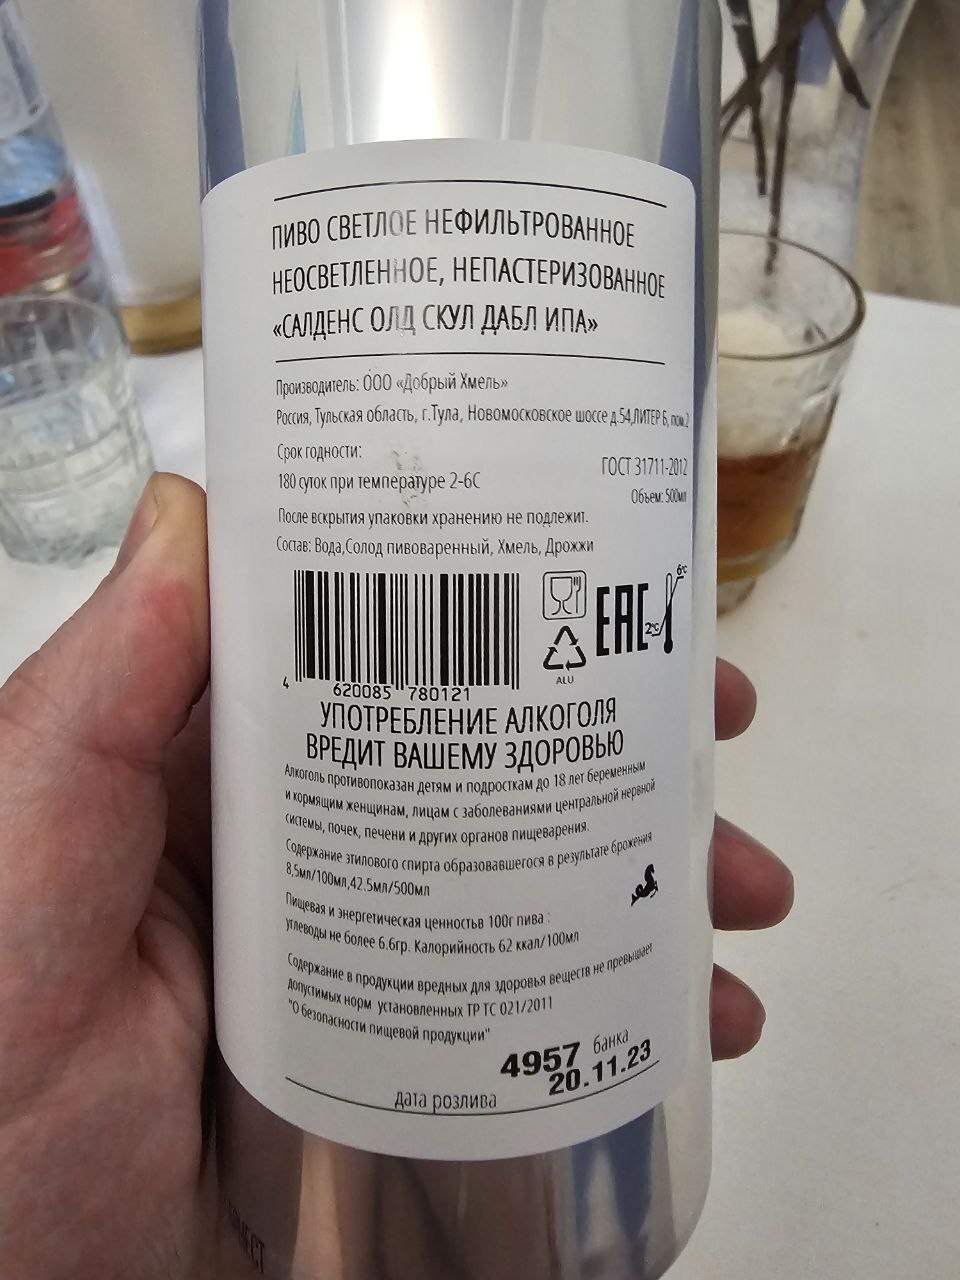 ПИВО СВЕТЛОЕ НЕФИЛЬТРОВАННОЕ
НЕОСВЕТЛЕННОЕ, НЕПАСТЕРИЗОВАННОЕ
«САЛДЕНС ОЛД СКУЛ ДАБЛ ИПА»
Производитель: ООО «Добрый Хмель»
Россия, Тульская область, г.Тула, Новомосковское шоссе д.54,ЛИТЕР Б, пом.2
Срок годности:
180 суток при температуре 2-6С
ГОСТ 31711-2012
Объем: 500мл
После вскрытия упаковки хранению не подлежит.
Состав: Вода,Солод пивоваренный, Хмель, Дрожжи
6°C
EAC
2°C
ALU
4 620085 780121
УПОТРЕБЛЕНИЕ АЛКОГОЛЯ
ВРЕДИТ ВАШЕМУ ЗДОРОВЬЮ
Алкоголь противопоказан детям и подросткам до 18 лет беременным
и кормящим женщинам, лицам с заболеваниями центральной нервной
системы, почек, печени и других органов пищеварения.
Содержание этилового спирта образовавшегося в результате брожения
8,5мл/100мл,42.5мл/500мл
Пищевая и энергетическая ценностьв 100г пива :
углеводы не более 6.6гр. Калорийность 62 ккал/100мл
Содержание в продукции вредных для здоровья веществ не превышает
допустимых норм установленных ТР ТС 021/2011
"О безопасности пищевой продукции"
4957 банка
20.11.23
дата розлива